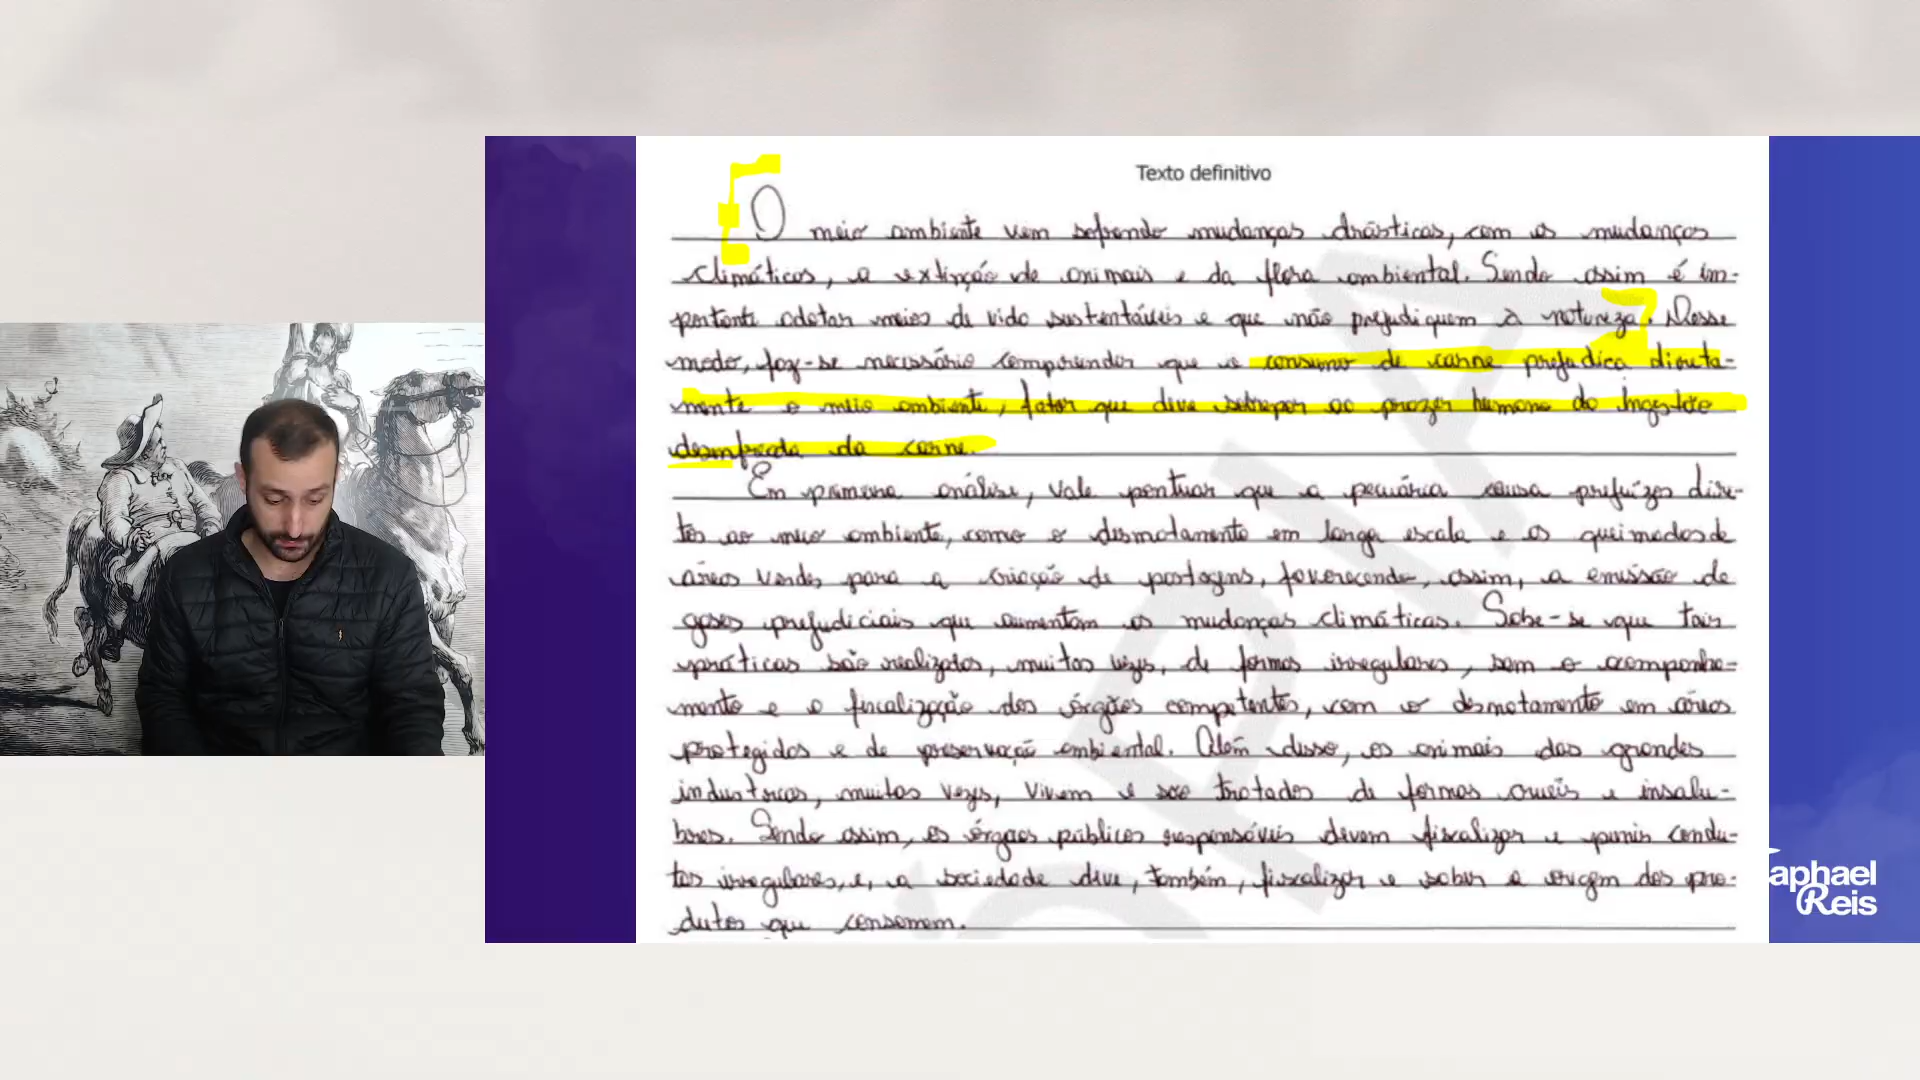 Texto definitivo
O meio ambiente vem sofrendo mudanças drásticas, com as mudanças
climáticas, a extinção de animais e da flora ambiental. Sendo assim é im-
portante adotar meios de vida sustentáveis e que não prejudiquem à natureza. Desse
modo, faz-se necessário compreender que o consumo de carne prejudica direta-
mente o meio ambiente, fator que deve sobrepor ao prazer humano da ingestão
desenfreada da carne.
Em primeira análise, vale pontuar que a pecuária causa prejuízos dire-
tos ao meio ambiente, como o desmatamento em larga escala e as queimadas de
áreas verdes para a criação de pastagens, favorecendo, assim, a emissão de
gases prejudiciais que aumentam as mudanças climáticas. Sabe-se que tais
práticas são realizadas, muitas vezes, de formas irregulares, sem o acompanha-
mento e a fiscalização dos órgãos competentes, com o desmatamento em áreas
protegidas e de preservação ambiental. Além disso, os animais das grandes
indústrias, muitas vezes, vivem e são tratados de formas cruéis e insalu-
bres. Sendo assim, os órgãos públicos responsáveis devem fiscalizar e punir condu-
tas irregulares, e, a sociedade deve, também, fiscalizar e saber a origem dos pro-
dutos que consomem.
Raphael
Reis